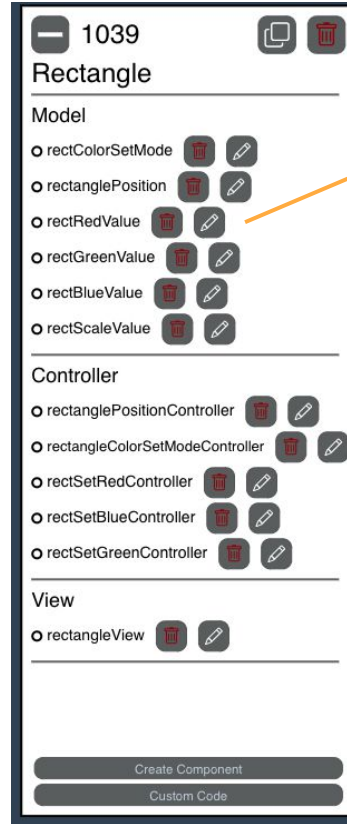 1039
Rectangle
Model
rectColorSetMode
rectanglePosition
rectRedValue
rectGreenValue
rectBlueValue
rectScaleValue
Controller
rectanglePositionController
rectangleColorSetModeController
rectSetRedController
rectSetBlueController
rectSetGreenController
View
rectangleView
Create Component
Custom Code